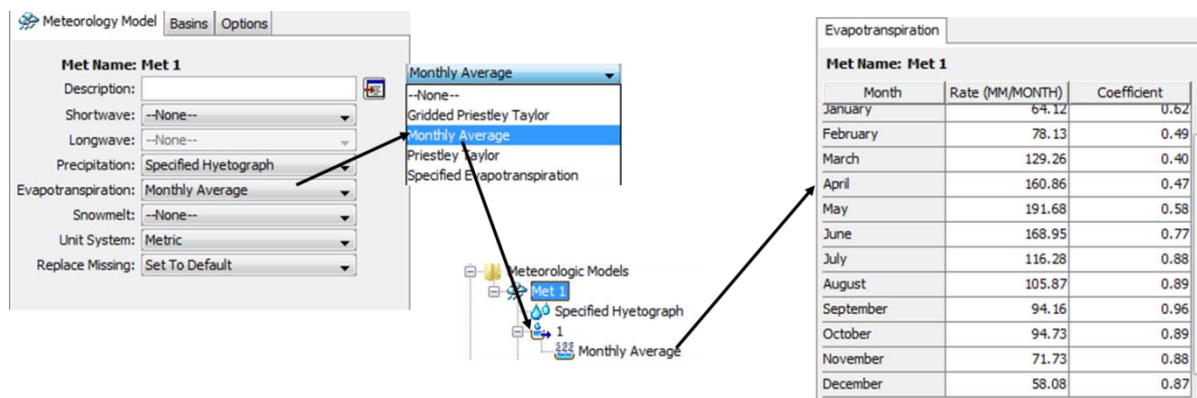 Meteorology Model Basins Options
Met Name: Met 1
Description:
Shortwave: --None--
Longwave: --None--
Precipitation: Specified Hyetograph
Evapotranspiration: Monthly Average
Snowmelt: --None--
Unit System: Metric
Replace Missing: Set To Default
Monthly Average
--None--
Gridded Priestley Taylor
Monthly Average
Priestley Taylor
Specified Evapotranspiration
Meteorologic Models
Met 1
Specified Hyetograph
1
Monthly Average
Evapotranspiration
Met Name: Met 1
Month Rate (MM/MONTH) Coefficient
January 64.12 0.62
February 78.13 0.49
March 129.26 0.40
April 160.86 0.47
May 191.68 0.58
June 168.95 0.77
July 116.28 0.88
August 105.87 0.89
September 94.16 0.96
October 94.73 0.89
November 71.73 0.88
December 58.08 0.87